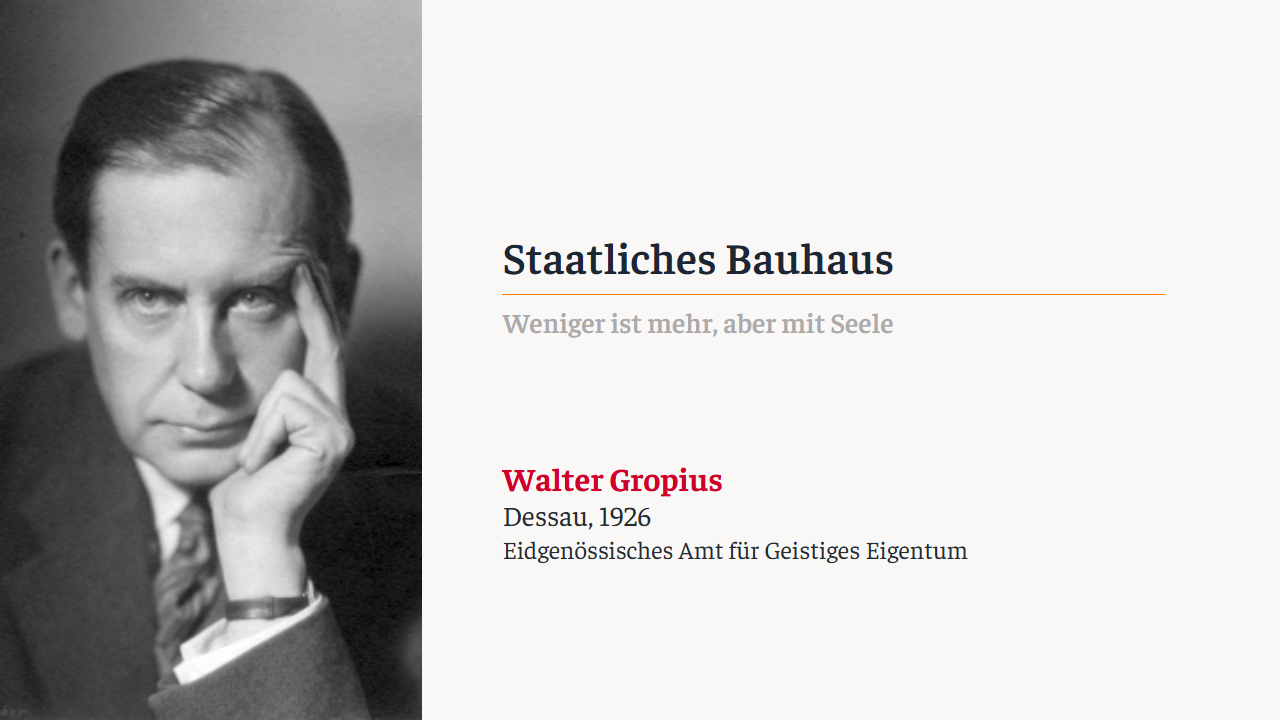 Staatliches Bauhaus
Weniger ist mehr, aber mit Seele
Walter Gropius
Dessau, 1926
Eidgenössisches Amt für Geistiges Eigentum